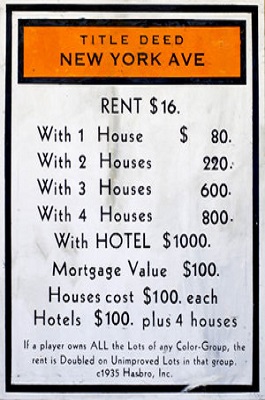 TITLE DEED
NEW YORK AVE
RENT $16.
With 1 House $ 80.
With 2 Houses 220.
With 3 Houses 600.
With 4 Houses 800.
With HOTEL $1000.
Mortgage Value $100.
Houses cost $100. each
Hotels $100. plus 4 houses
If a player owns ALL the Lots of any Color-Group, the
rent is Doubled on Unimproved Lots in that group.
c1935 Hasbro, Inc.